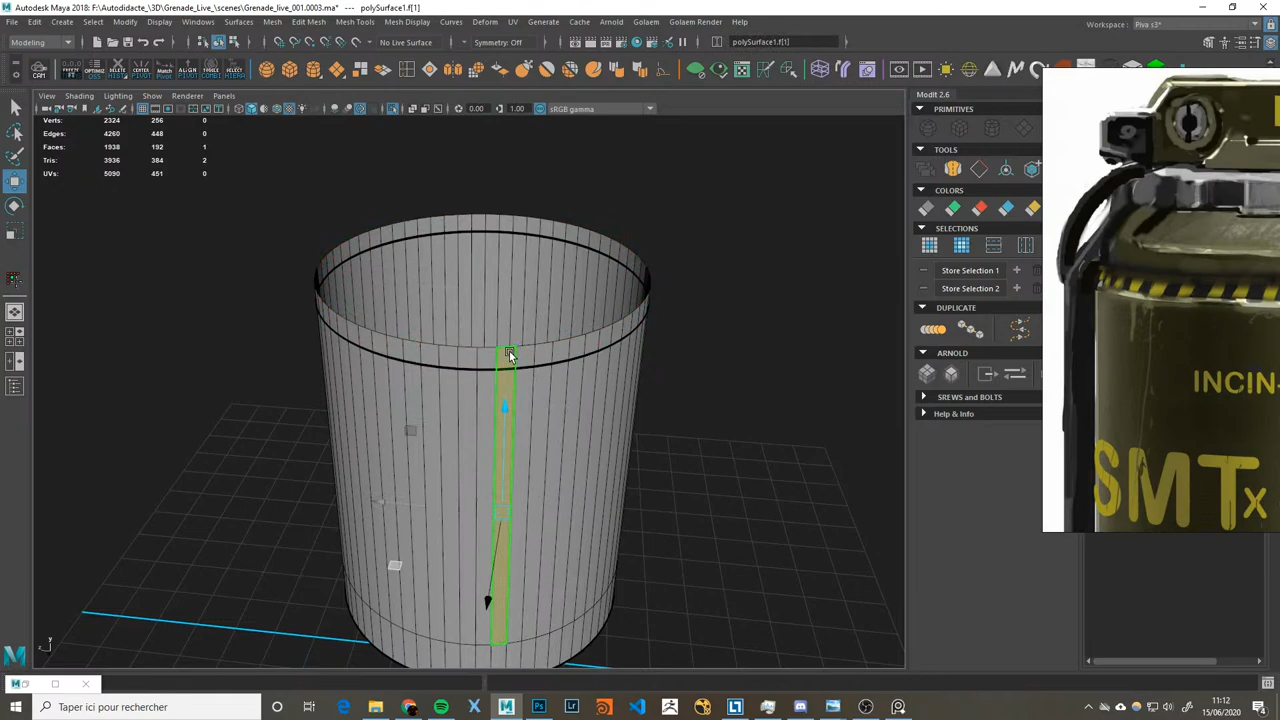 Autodesk Maya 2018: F:\Autodidacte_\3D\Grenade_Live_\scenes\Grenade_live_001.0003.ma*  ---  polySurface1.f[1]
File Edit Create Select Modify Display Windows Surfaces Mesh Edit Mesh Mesh Tools Mesh Display Curves Deform UV Generate Cache Arnold Golaem Golaem Render Help
Workspace : Piva s3*
Modeling
No Live Surface
Symmetry: Off
polySurface1.f[1]
View Shading Lighting Show Renderer Panels
0.00
1.00
sRGB gamma
Verts: 2324 256 0
Edges: 4260 448 0
Faces: 1938 192 1
Tris: 3936 384 2
UVs: 5090 451 0
ModIt 2.6
PRIMITIVES
TOOLS
COLORS
SELECTIONS
Store Selection 1
Store Selection 2
DUPLICATE
ARNOLD
SREWS and BOLTS
Help & Info
INCIN-
SMTx
Taper ici pour rechercher
11:12
15/06/2020